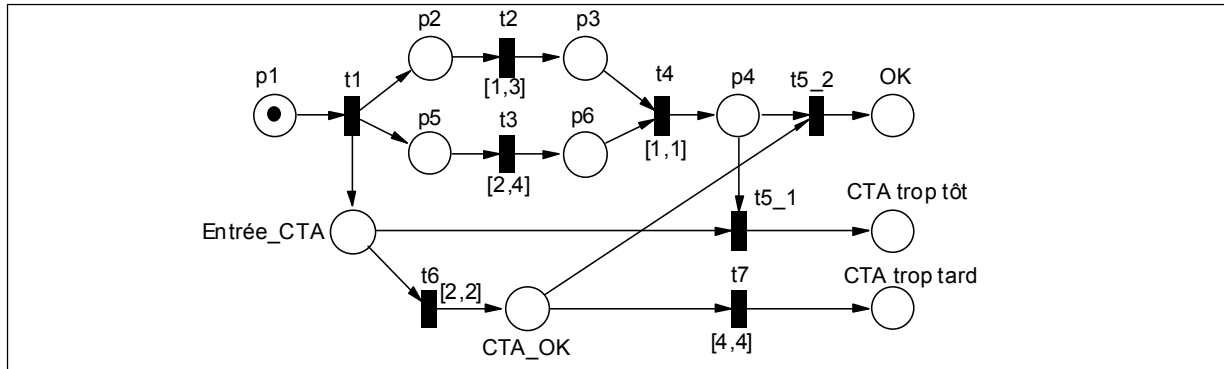 p2 t2 p3
p1 t1 t4 p4 t5_2 OK
[1,3]
p5 t3 p6
[1,1]
[2,4]
CTA trop tôt
t5_1
Entrée_CTA
t6 [2,2] t7 CTA trop tard
CTA_OK [4,4]